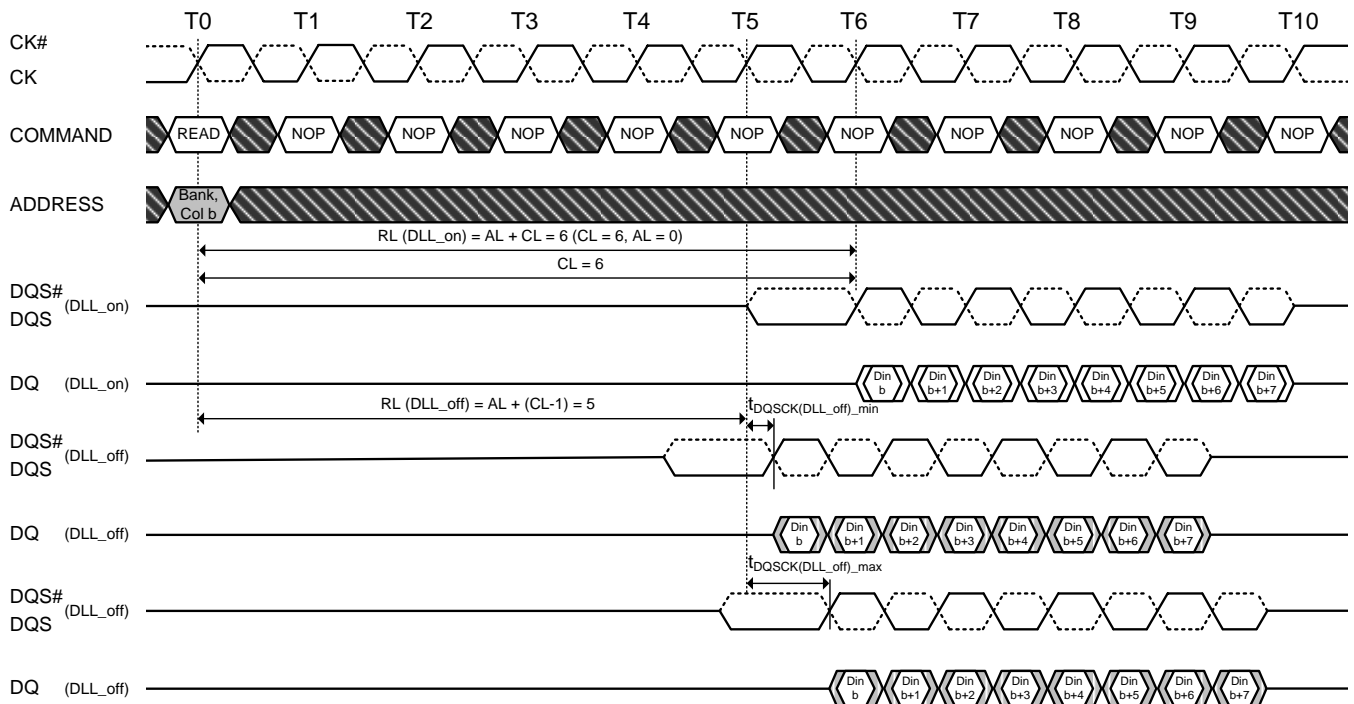 T0 T1 T2 T3 T4 T5 T6 T7 T8 T9 T10
CK#
CK
COMMAND READ NOP NOP NOP NOP NOP NOP NOP NOP NOP NOP
ADDRESS Bank, Col b
RL (DLL_on) = AL + CL = 6 (CL = 6, AL = 0)
CL = 6
DQS# (DLL_on)
DQS
DQ (DLL_on) Din b Din b+1 Din b+2 Din b+3 Din b+4 Din b+5 Din b+6 Din b+7
RL (DLL_off) = AL + (CL-1) = 5 tDQSCK(DLL_off)_min
DQS# (DLL_off)
DQS
DQ (DLL_off) Din b Din b+1 Din b+2 Din b+3 Din b+4 Din b+5 Din b+6 Din b+7
tDQSCK(DLL_off)_max
DQS# (DLL_off)
DQS
DQ (DLL_off) Din b Din b+1 Din b+2 Din b+3 Din b+4 Din b+5 Din b+6 Din b+7